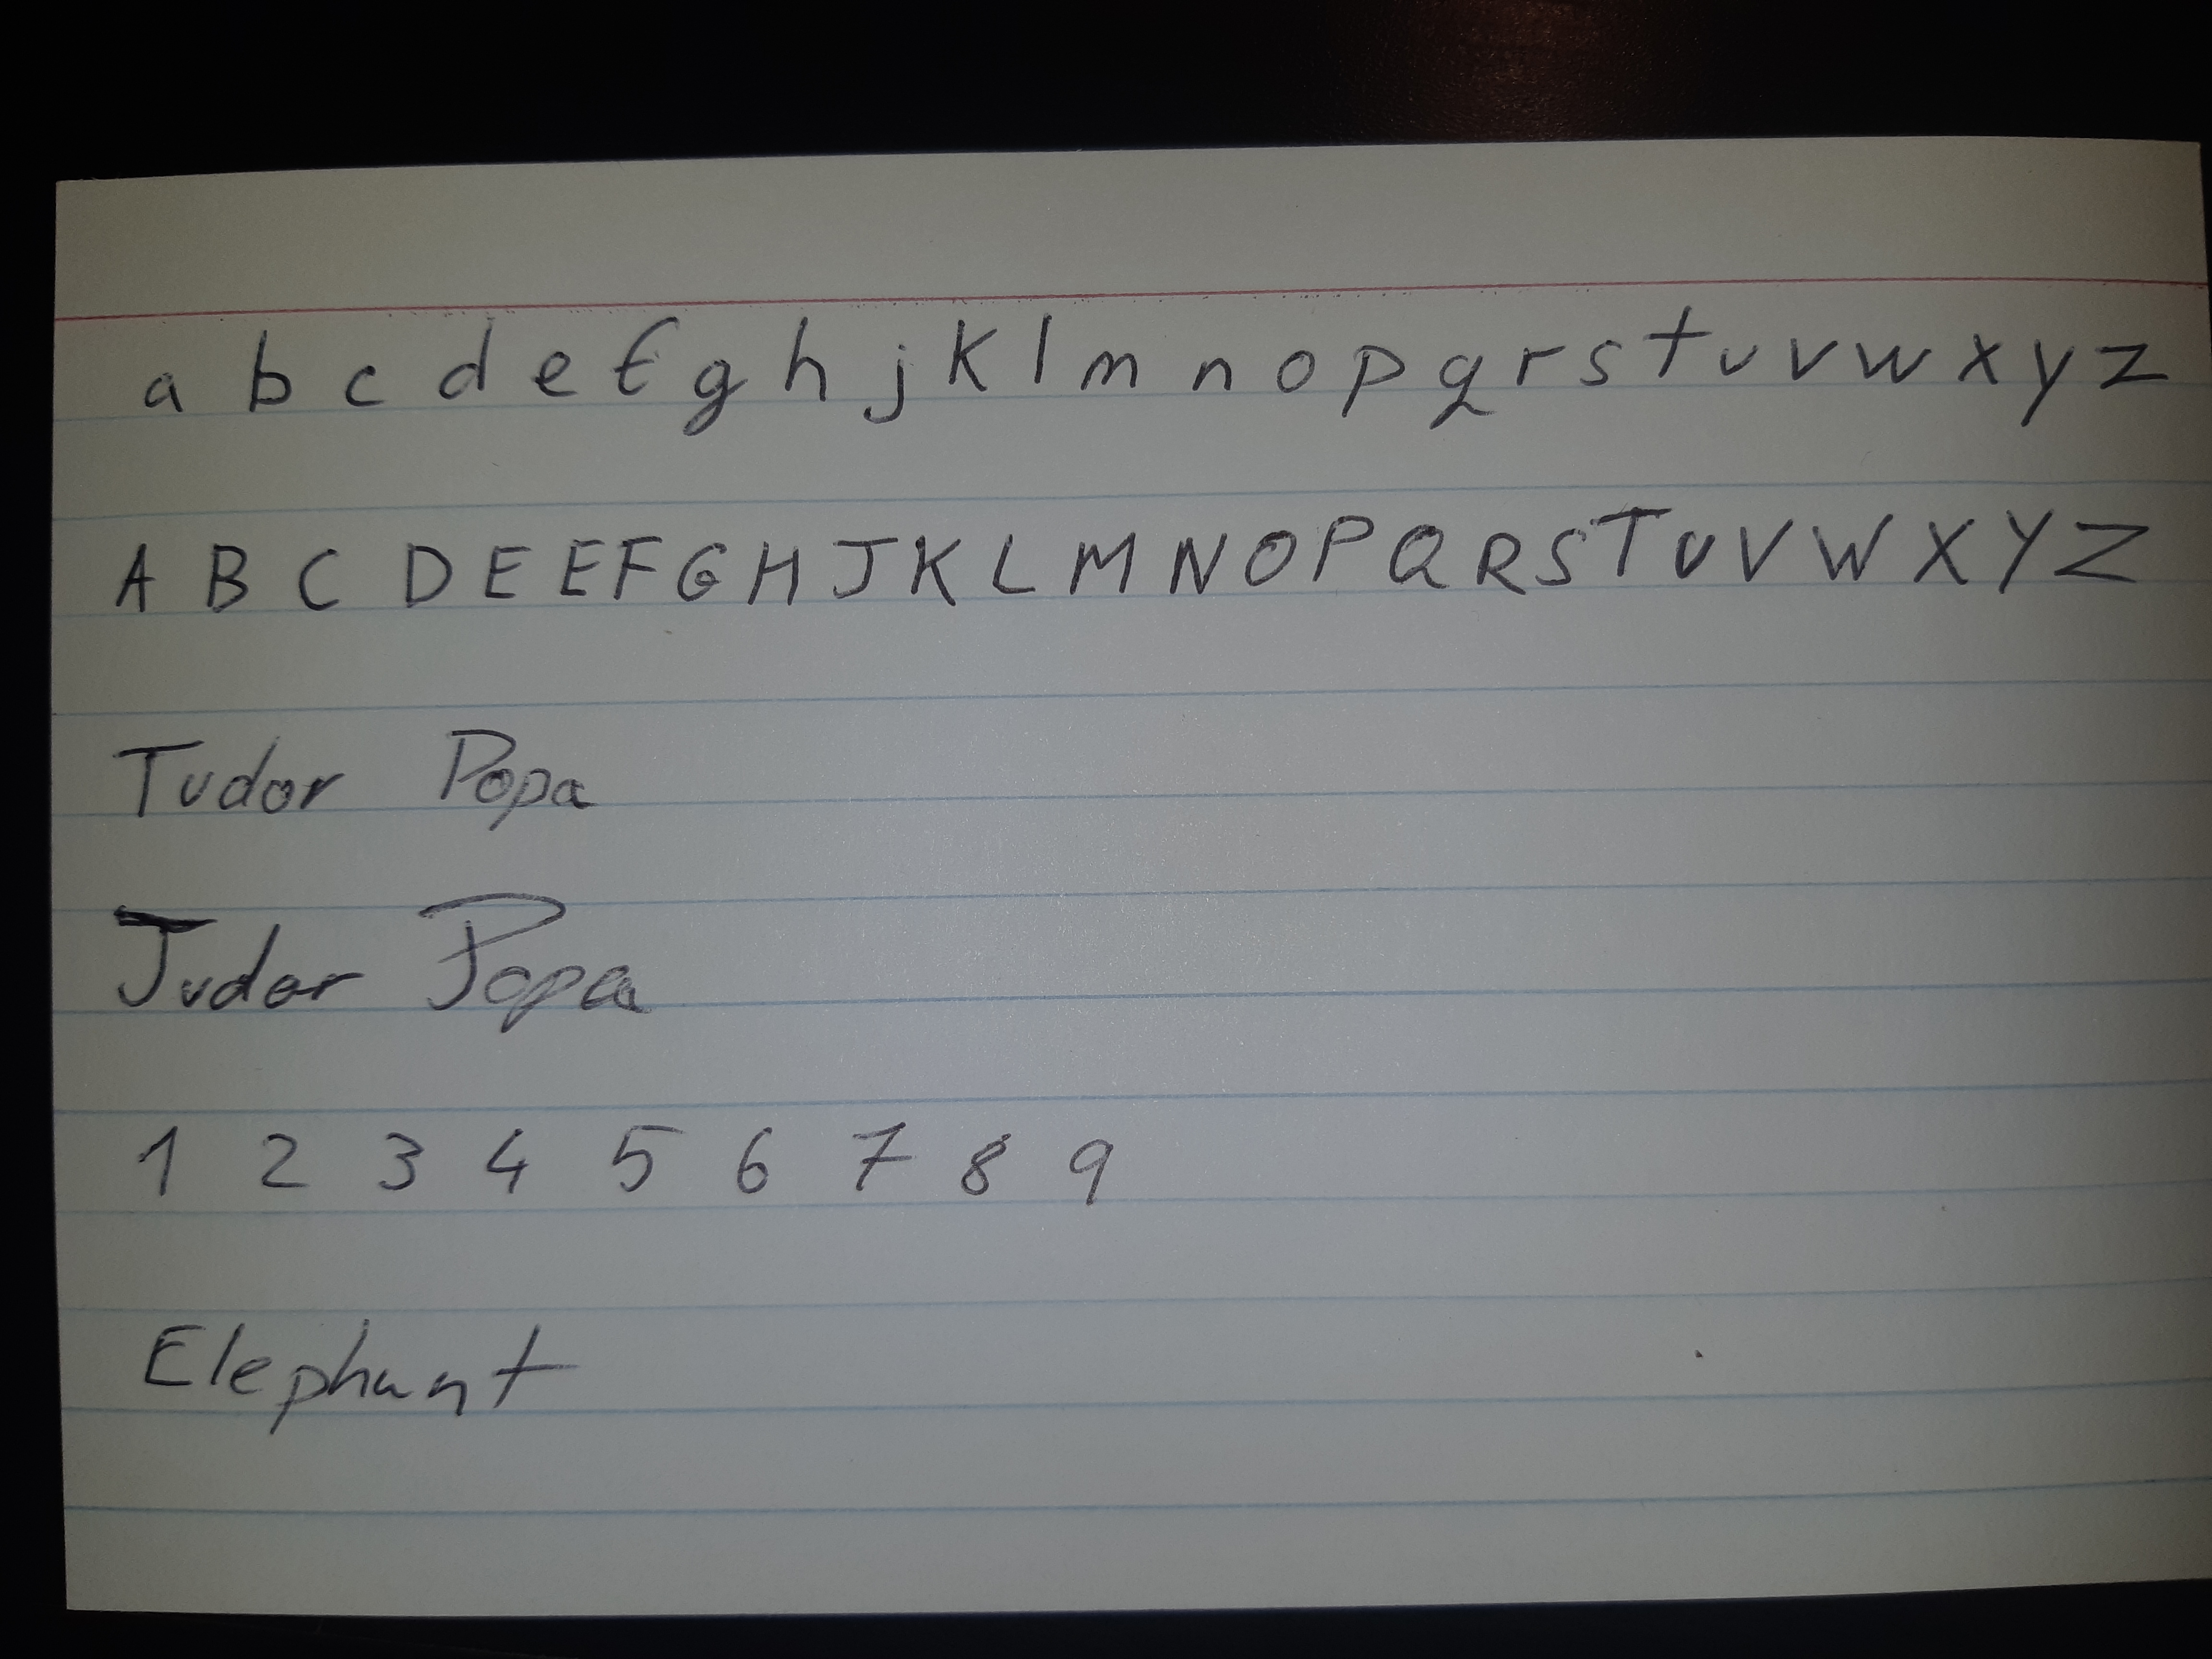 a b c d e f g h j k l m n o p q r s t u v w x y z
A B C D E E F G H J K L M N O P Q R S T U V W X Y Z
Tudor Popa
Tudor Popa
1 2 3 4 5 6 7 8 9
Elephant